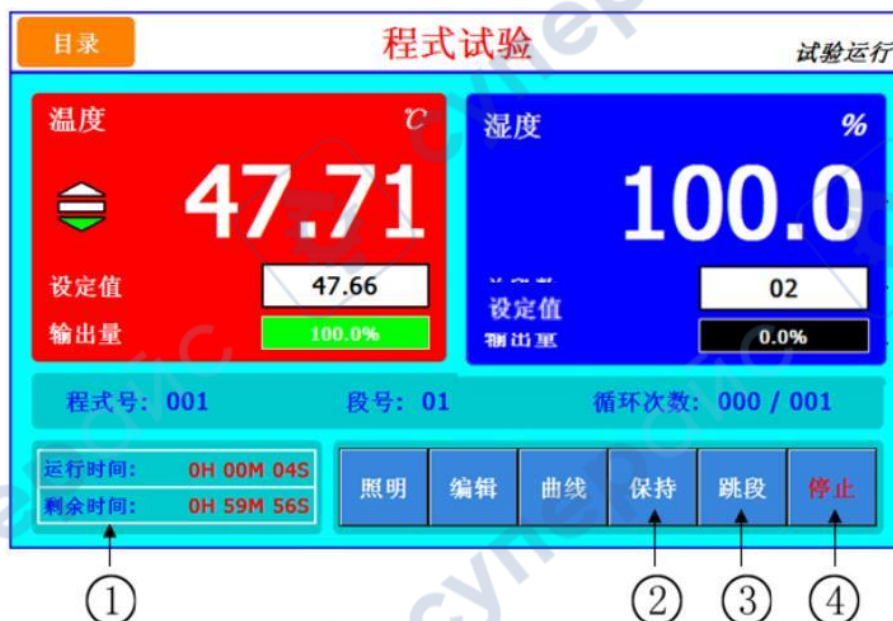 目录
程式试验
试验运行
温度 ℃
47.71
设定值 47.66
输出量 100.0%
湿度 %
100.0
设定值 02
输出量 0.0%
程式号: 001 段号: 01 循环次数: 000 / 001
运行时间: 0H 00M 04S
剩余时间: 0H 59M 56S
照明 编辑 曲线 保持 跳段 停止
① ② ③ ④